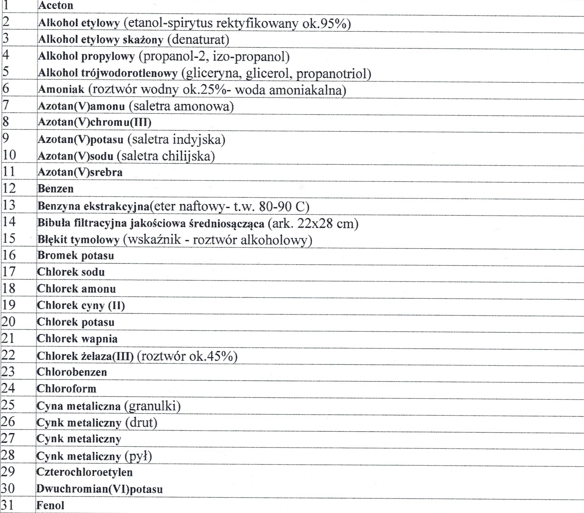 1 Aceton
2 Alkohol etylowy (etanol-spirytus rektyfikowany ok.95%)
3 Alkohol etylowy skażony (denaturat)
4 Alkohol propylowy (propanol-2, izo-propanol)
5 Alkohol trójwodorotlenowy (gliceryna, glicerol, propanotriol)
6 Amoniak (roztwór wodny ok.25%- woda amoniakalna)
7 Azotan(V)amonu (saletra amonowa)
8 Azotan(V)chromu(III)
9 Azotan(V)potasu (saletra indyjska)
10 Azotan(V)sodu (saletra chilijska)
11 Azotan(V)srebra
12 Benzen
13 Benzyna ekstrakcyjna(eter naftowy- t.w. 80-90 C)
14 Bibuła filtracyjna jakościowa średniosącząca (ark. 22x28 cm)
15 Błękit tymolowy (wskaźnik - roztwór alkoholowy)
16 Bromek potasu
17 Chlorek sodu
18 Chlorek amonu
19 Chlorek cyny (II)
20 Chlorek potasu
21 Chlorek wapnia
22 Chlorek żelaza(III) (roztwór ok.45%)
23 Chlorobenzen
24 Chloroform
25 Cyna metaliczna (granulki)
26 Cynk metaliczny (drut)
27 Cynk metaliczny
28 Cynk metaliczny (pył)
29 Czterochloroetylen
30 Dwuchromian(VI)potasu
31 Fenol